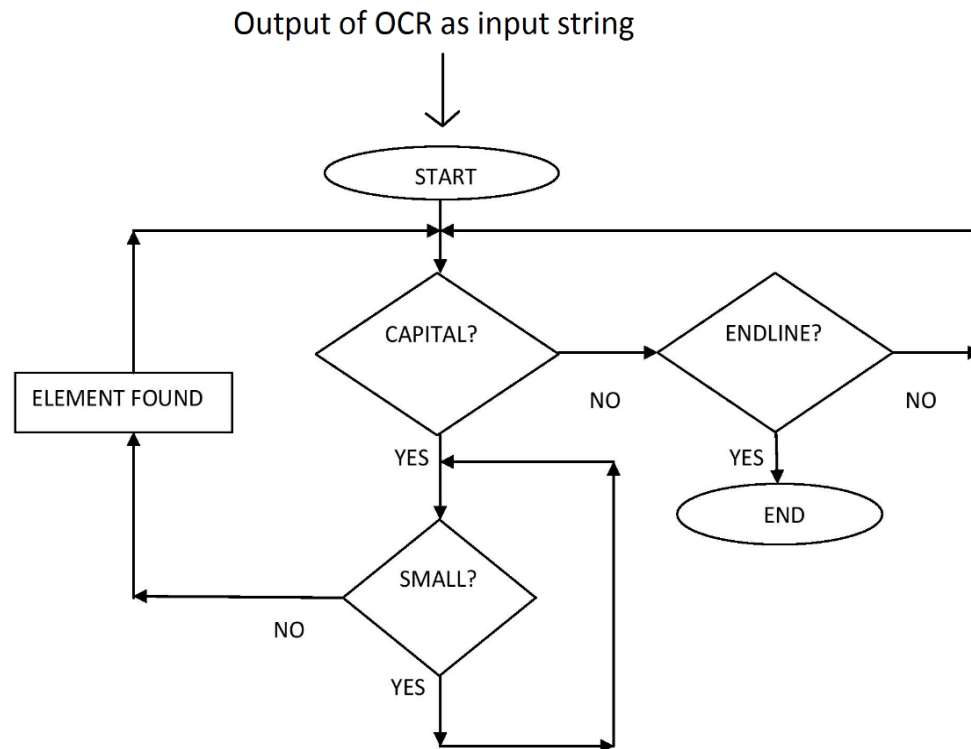 Output of OCR as input string
START
CAPITAL?
ENDLINE?
ELEMENT FOUND
NO
NO
YES
YES
END
SMALL?
NO
YES